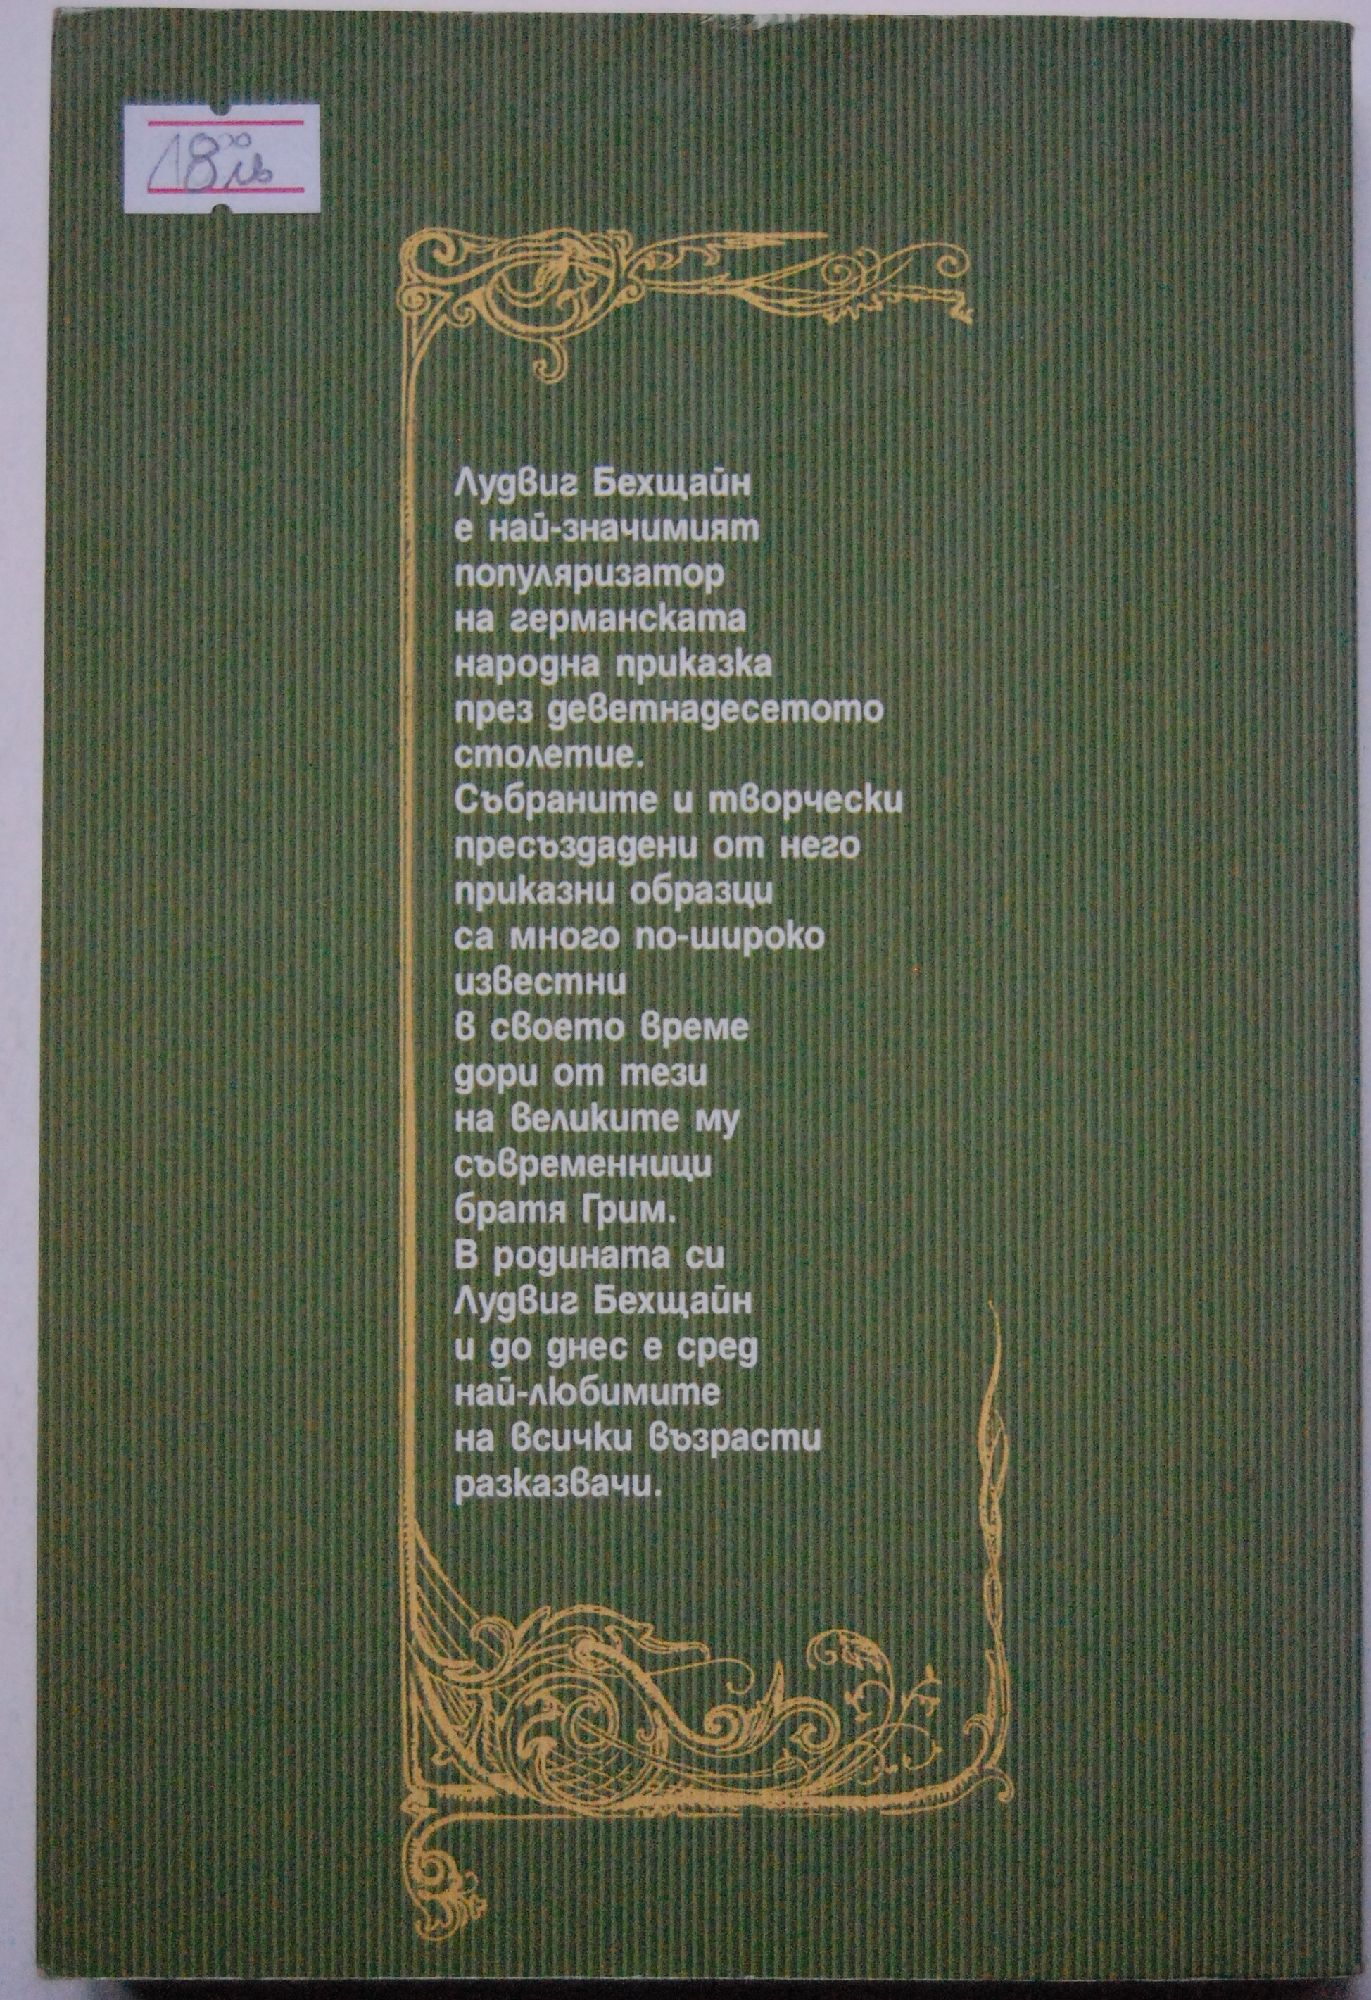 18⁰⁰ лв
Лудвиг Бехщайн
е най-значимият
популяризатор
на германската
народна приказка
през деветнадесетото
столетие.
Събраните и творчески
пресъздадени от него
приказни образци
са много по-широко
известни
в своето време
дори от тези
на великите му
съвременници
братя Грим.
В родината си
Лудвиг Бехщайн
и до днес е сред
най-любимите
на всички възрасти
разказвачи.